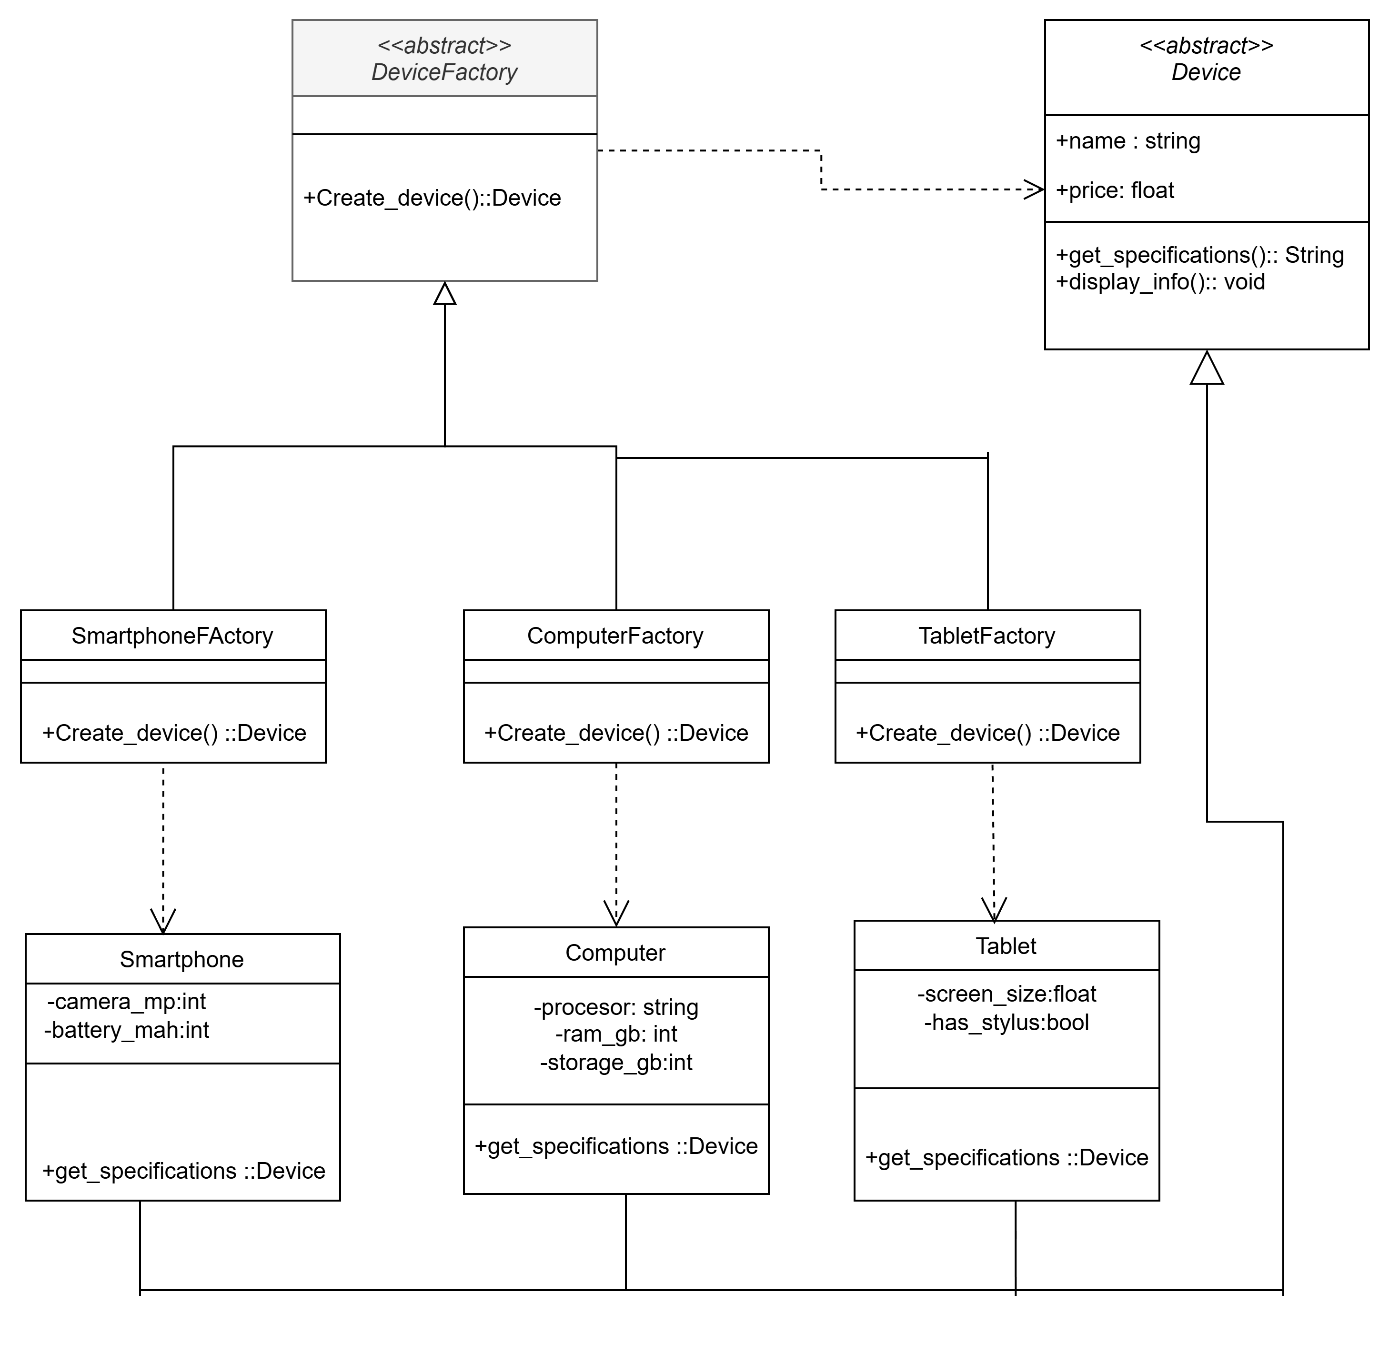 <<abstract>>
DeviceFactory
+Create_device()::Device
<<abstract>>
Device
+name : string
+price: float
+get_specifications():: String
+display_info():: void
SmartphoneFActory
+Create_device() ::Device
ComputerFactory
+Create_device() ::Device
TabletFactory
+Create_device() ::Device
Smartphone
-camera_mp:int
-battery_mah:int
+get_specifications ::Device
Computer
-procesor: string
-ram_gb: int
-storage_gb:int
+get_specifications ::Device
Tablet
-screen_size:float
-has_stylus:bool
+get_specifications ::Device